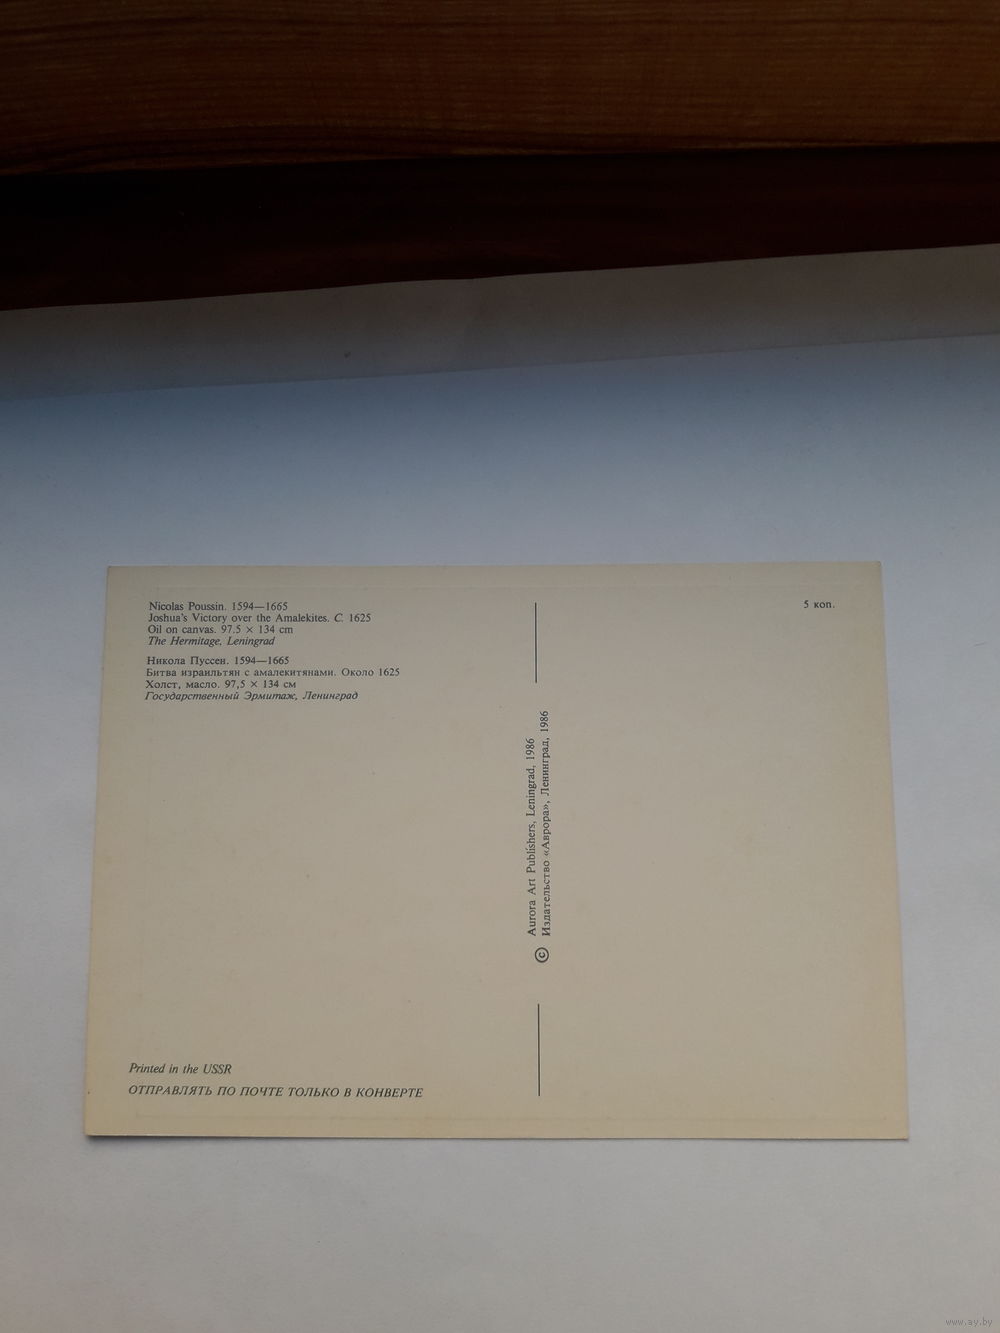 Nicolas Poussin. 1594—1665
Joshua's Victory over the Amalekites. C. 1625
Oil on canvas. 97.5 × 134 cm
The Hermitage, Leningrad
Никола Пуссен. 1594—1665
Битва израильтян с амалекитянами. Около 1625
Холст, масло. 97,5 × 134 см
Государственный Эрмитаж, Ленинград
5 коп.
© Aurora Art Publishers, Leningrad, 1986
Издательство «Аврора», Ленинград, 1986
Printed in the USSR
ОТПРАВЛЯТЬ ПО ПОЧТЕ ТОЛЬКО В КОНВЕРТЕ
www.ay.by